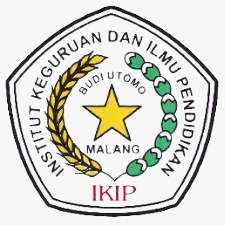 INSTITUT KEGURUAN DAN ILMU PENDIDIKAN
BUDI UTOMO
MALANG
IKIP